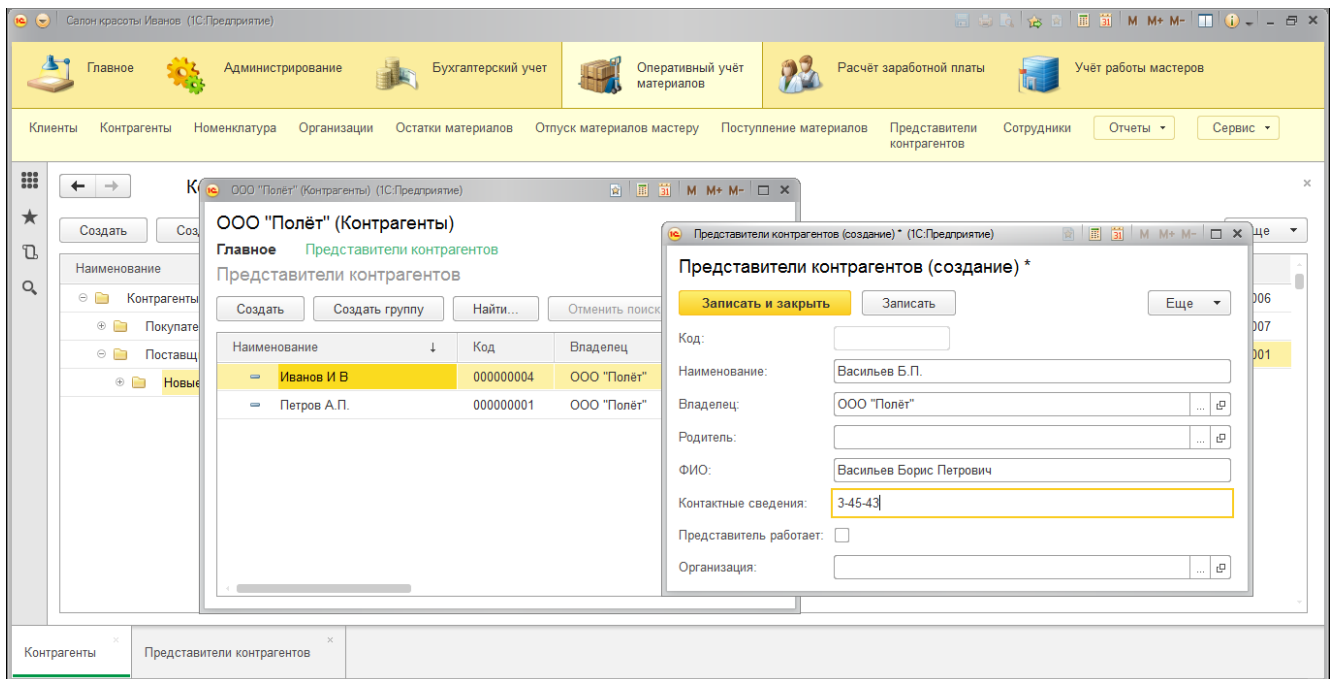 Салон красоты Иванов (1С:Предприятие)
M M+ M-
Главное
Администрирование
Бухгалтерский учет
Оперативный учёт
материалов
Расчёт заработной платы
Учёт работы мастеров
Клиенты Контрагенты Номенклатура Организации Остатки материалов Отпуск материалов мастеру Поступление материалов Представители
контрагентов
Сотрудники Отчеты Сервис
Создать
Наименование
Контрагенты
006
007
001
ООО "Полёт" (Контрагенты) (1С:Предприятие)
M M+ M-
ООО "Полёт" (Контрагенты)
Главное Представители контрагентов
Представители контрагентов
Создать Создать группу Найти... Отменить поиск
Наименование ↓ Код Владелец
Иванов И В 000000004 ООО "Полёт"
Петров А.П. 000000001 ООО "Полёт"
Представители контрагентов (создание) * (1С:Предприятие)
M M+ M-
Представители контрагентов (создание) *
Записать и закрыть Записать Еще
Код:
Наименование: Васильев Б.П.
Владелец: ООО "Полёт" ...
Родитель: ...
ФИО: Васильев Борис Петрович
Контактные сведения: 3-45-43
Представитель работает:
Организация: ...
Контрагенты Представители контрагентов